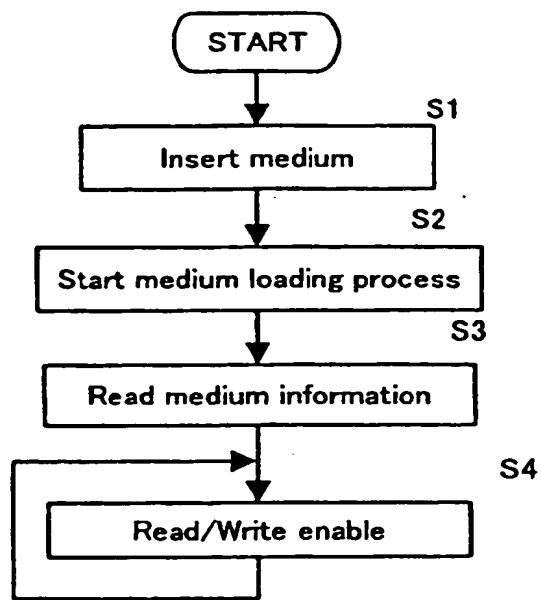 START
S1
Insert medium
S2
Start medium loading process
S3
Read medium information
S4
Read/Write enable